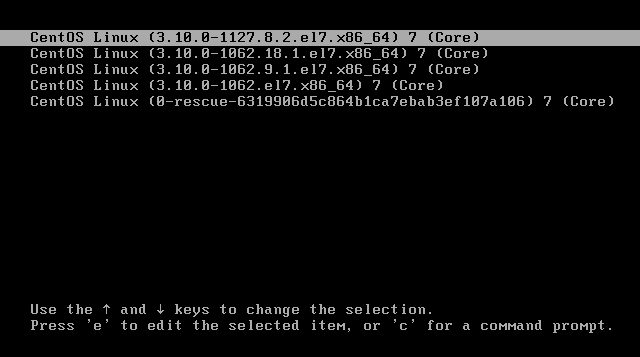 CentOS Linux (3.10.0-1127.8.2.el7.x86_64) 7 (Core)
CentOS Linux (3.10.0-1062.18.1.el7.x86_64) 7 (Core)
CentOS Linux (3.10.0-1062.9.1.el7.x86_64) 7 (Core)
CentOS Linux (3.10.0-1062.el7.x86_64) 7 (Core)
CentOS Linux (0-rescue-6319906d5c864b1ca7ebab3ef107a106) 7 (Core)
Use the ↑ and ↓ keys to change the selection.
Press 'e' to edit the selected item, or 'c' for a command prompt.